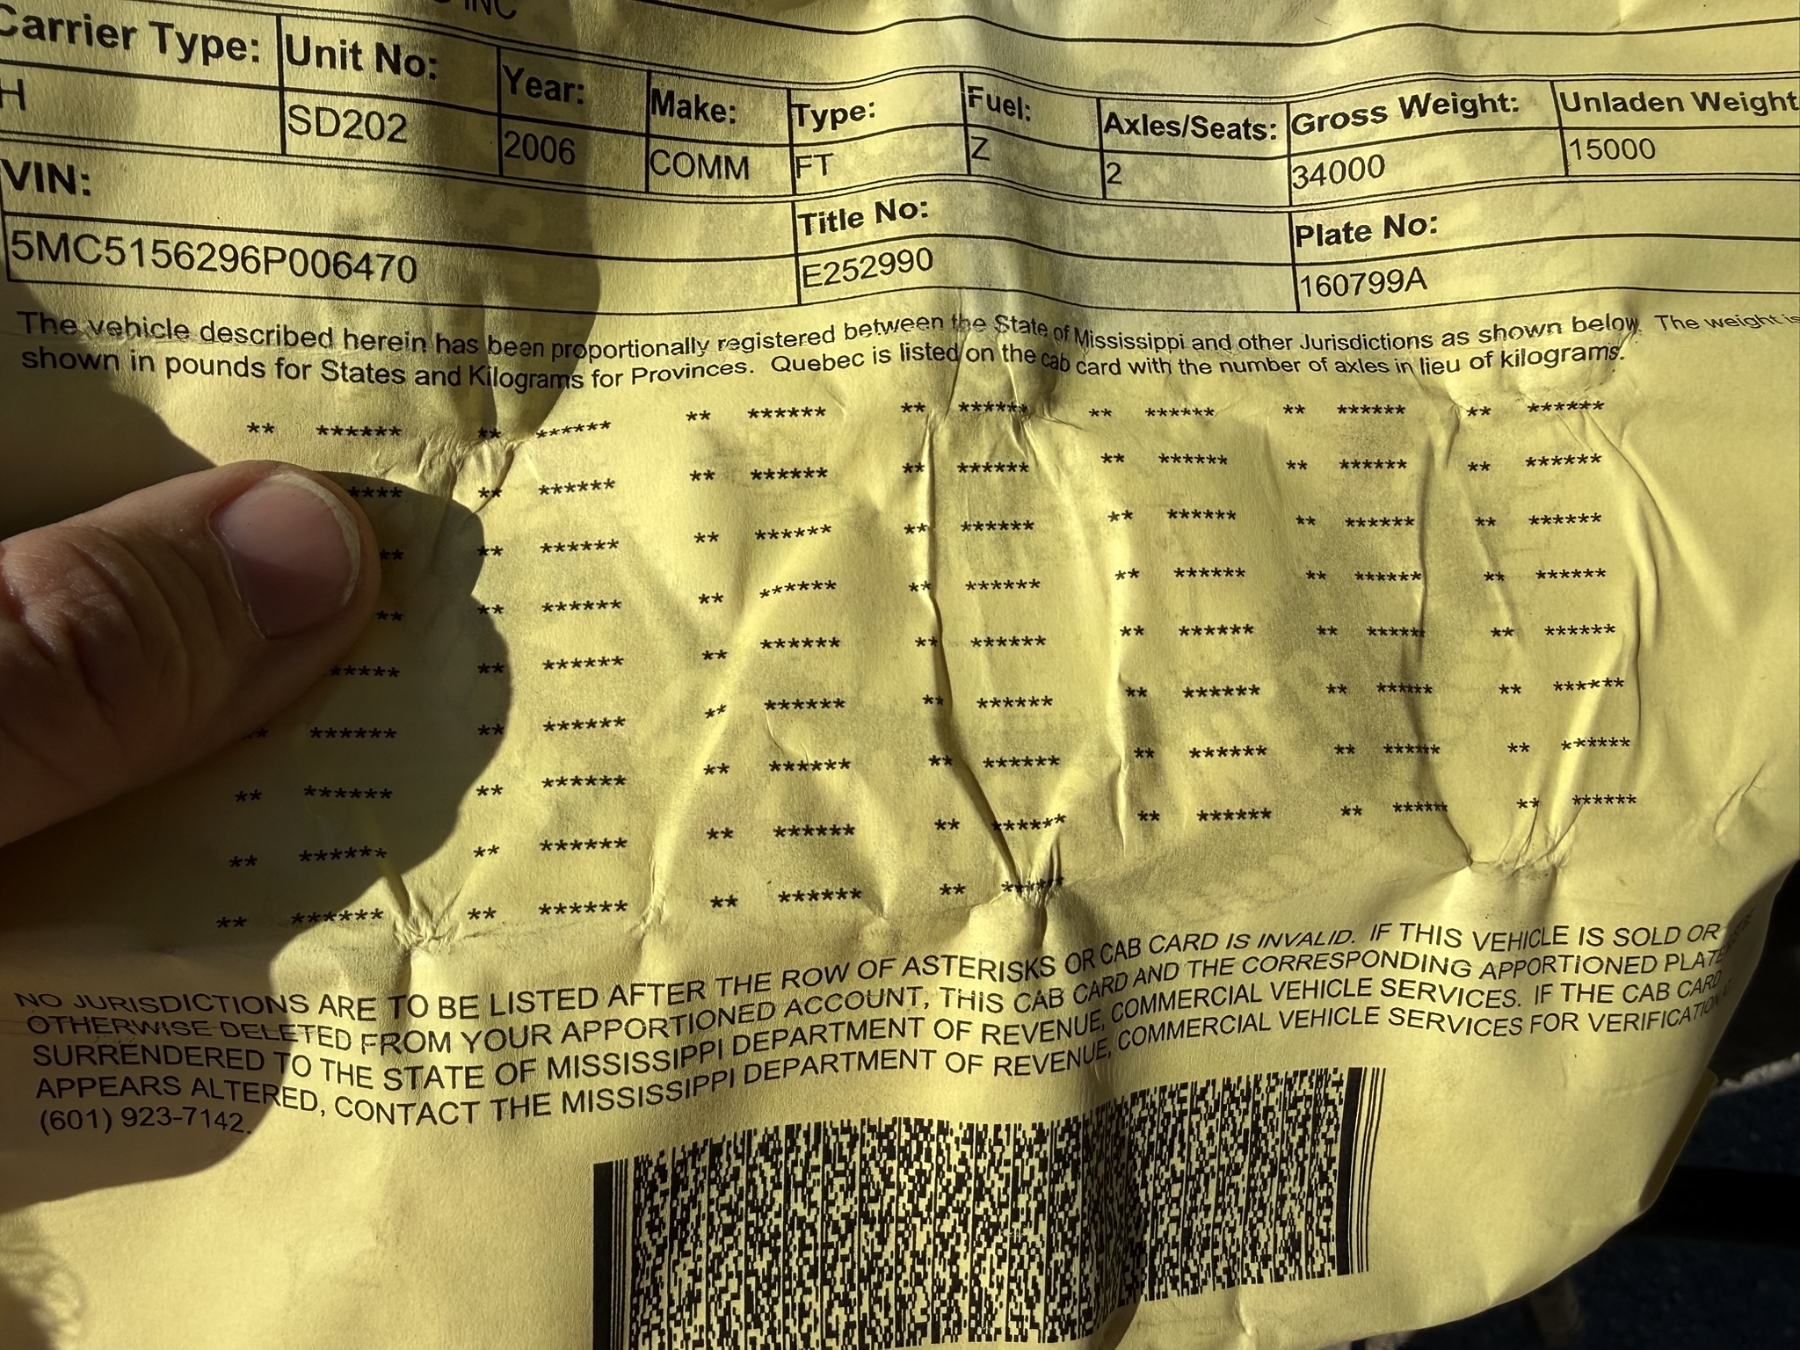 INC
Carrier Type: Unit No: Year: Make: Type: Fuel: Axles/Seats: Gross Weight: Unladen Weight
H SD202 2006 COMM FT Z 2 34000 15000
VIN: Title No: Plate No:
5MC5156296P006470 E252990 160799A
The vehicle described herein has been proportionally registered between the State of Mississippi and other Jurisdictions as shown below. The weight is
shown in pounds for States and Kilograms for Provinces. Quebec is listed on the cab card with the number of axles in lieu of kilograms.
** ****** ** ****** ** ****** ** ****** ** ****** ** ****** ** ******
**** ** ****** ** ****** ** ****** ** ****** ** ****** ** ******
** ** ****** ** ****** ** ****** ** ****** ** ****** ** ******
** ** ****** ** ****** ** ****** ** ****** ** ****** ** ******
***** ** ****** ** ****** ** ****** ** ****** ** ****** ** ******
** ****** ** ****** ** ****** ** ****** ** ****** ** ****** ** ******
** ****** ** ****** ** ****** ** ****** ** ****** ** ****** ** ******
** ****** ** ****** ** ****** ** ****** ** ****** ** ****** ** ******
** ****** ** ****** ** ****** ** ******
NO JURISDICTIONS ARE TO BE LISTED AFTER THE ROW OF ASTERISKS OR CAB CARD IS INVALID. IF THIS VEHICLE IS SOLD OR
OTHERWISE DELETED FROM YOUR APPORTIONED ACCOUNT, THIS CAB CARD AND THE CORRESPONDING APPORTIONED PLATE
SURRENDERED TO THE STATE OF MISSISSIPPI DEPARTMENT OF REVENUE, COMMERCIAL VEHICLE SERVICES. IF THE CAB CARD
APPEARS ALTERED, CONTACT THE MISSISSIPPI DEPARTMENT OF REVENUE, COMMERCIAL VEHICLE SERVICES FOR VERIFICATION
(601) 923-7142.